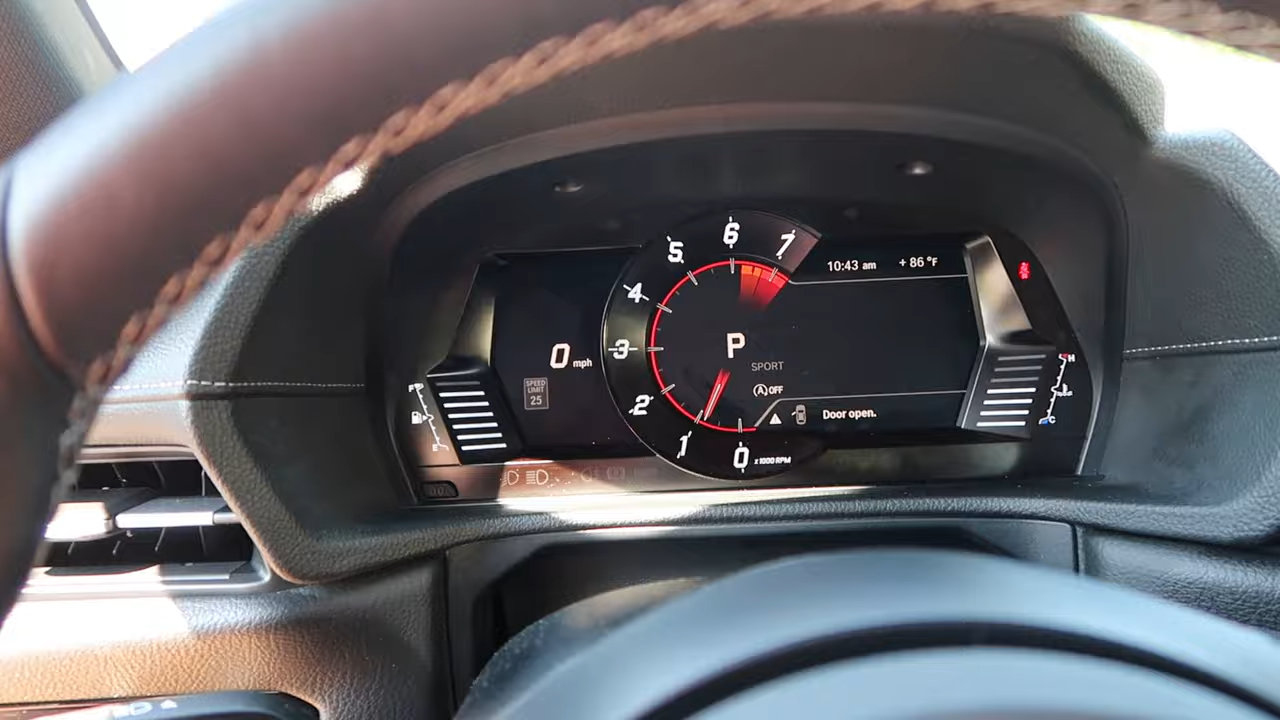 10:43 am +86 °F
7
6
5
4
3
2
1
0 x1000 RPM
0 mph
SPEED
LIMIT
25
P
SPORT
A OFF
Door open.
F
E
H
C